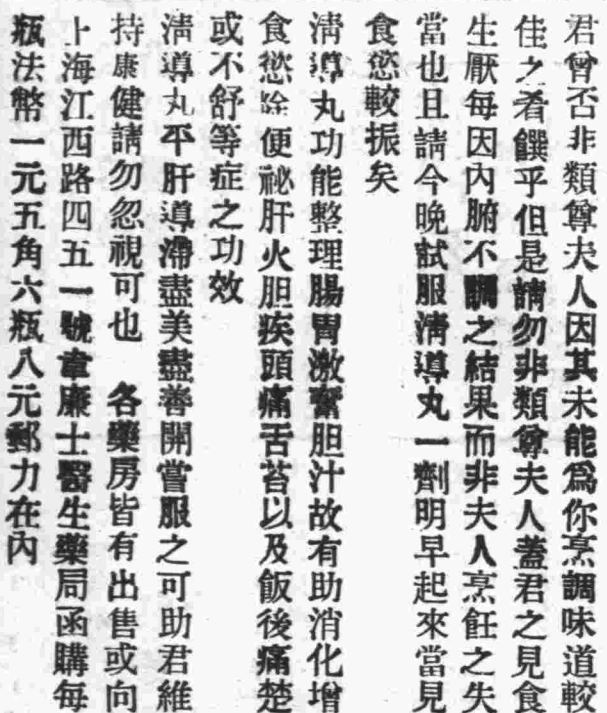 君曾否非類尊夫人因其未能爲你烹調味道較
佳之肴饌乎但是請勿非類尊夫人蓋君之見食
生厭每因內腑不調之結果而非夫人烹飪之失
當也且請今晚試服淸導丸一劑明早起來當見
食慾較振矣
淸導丸功能整理腸胃激奮胆汁故有助消化增
食慾除便祕肝火胆疾頭痛舌苔以及飯後痛楚
或不舒等症之功效
淸導丸平肝導滯盡美盡善開嘗服之可助君維
持康健請勿忽視可也 各藥房皆有出售或向
上海江西路四五一號韋廉士醫生藥局函購每
瓶法幣一元五角六瓶八元郵力在內